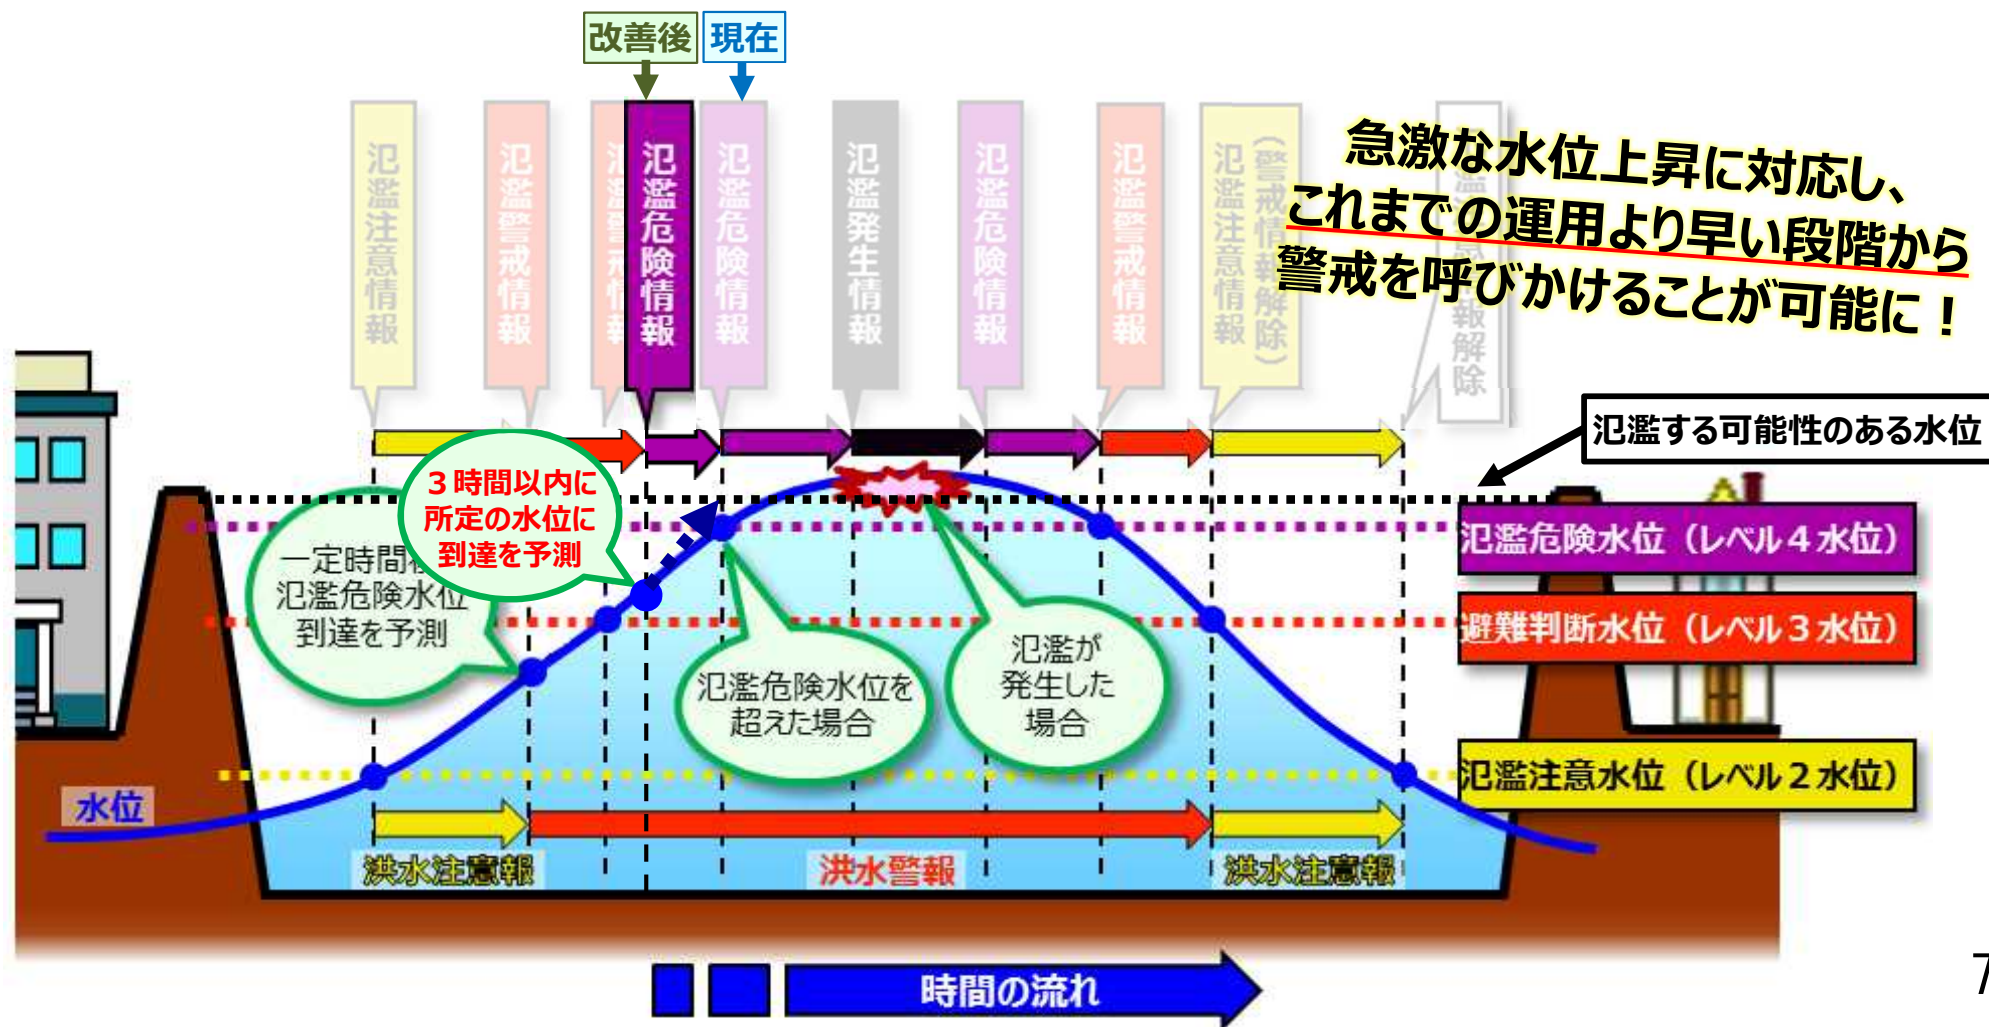 改善後
現在
氾濫注意情報
氾濫警戒情報
氾濫危険情報
氾濫危険情報
氾濫発生情報
氾濫危険情報
氾濫警戒情報
氾濫注意情報
(警戒情報解除)
急激な水位上昇に対応し、
これまでの運用より早い段階から
警戒を呼びかけることが可能に！
氾濫する可能性のある水位
3時間以内に
所定の水位に
到達を予測
一定時間
氾濫危険水位
到達を予測
氾濫危険水位を
超えた場合
氾濫が
発生した
場合
氾濫危険水位（レベル4水位）
避難判断水位（レベル3水位）
氾濫注意水位（レベル2水位）
水位
洪水注意報
洪水警報
洪水注意報
時間の流れ
7